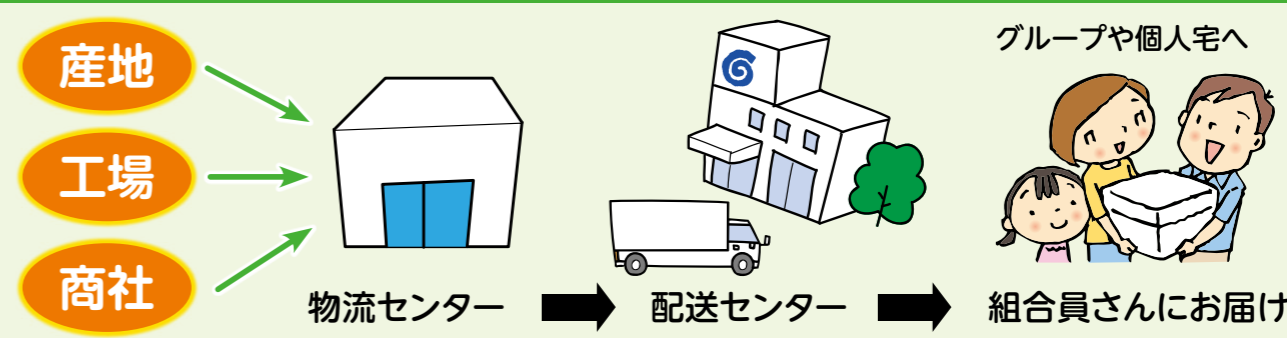 産地
工場
商社
物流センター
配送センター
グループや個人宅へ
組合員さんにお届け